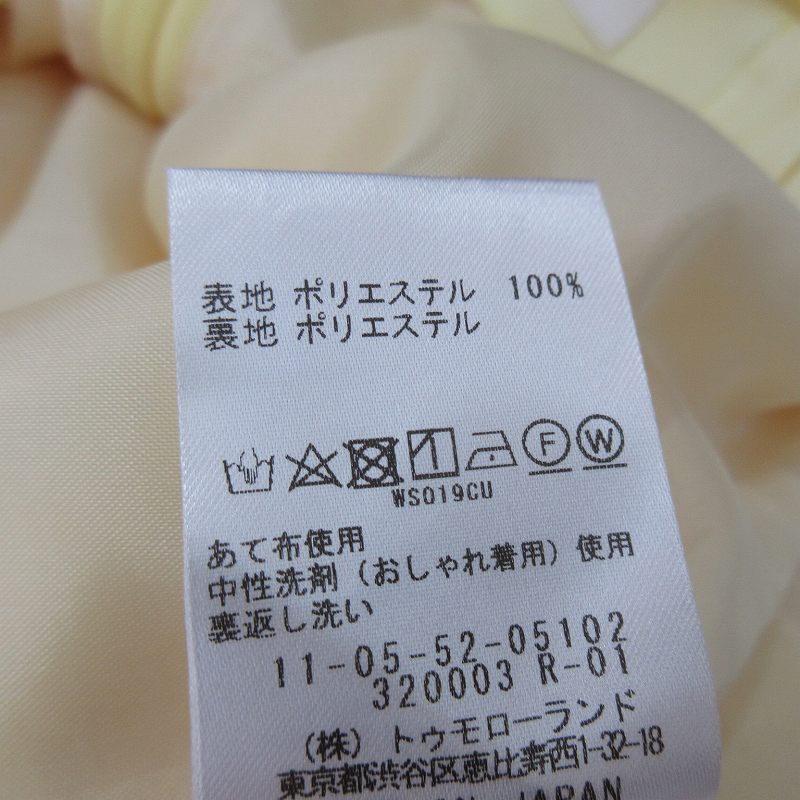 表地 ポリエステル 100%
裏地 ポリエステル
F W
WS019CU
あて布使用
中性洗剤（おしゃれ着用）使用
裏返し洗い
11-05-52-05102
320003 R-01
（株）トゥモローランド
東京都渋谷区恵比寿西1-32-18
JAPAN